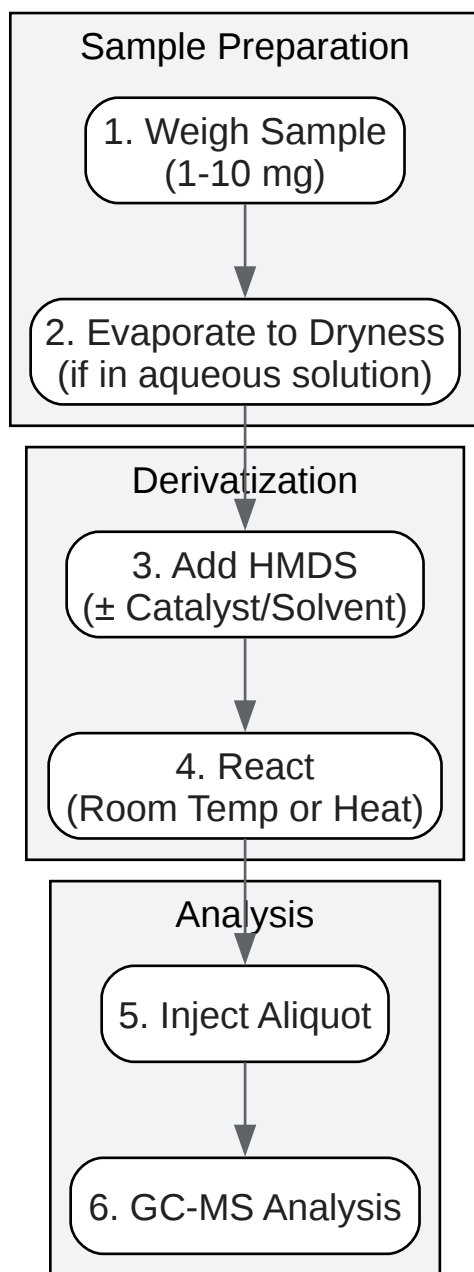 Sample Preparation
1. Weigh Sample
(1-10 mg)
2. Evaporate to Dryness
(if in aqueous solution)
Derivatization
3. Add HMDS
(± Catalyst/Solvent)
4. React
(Room Temp or Heat)
Analysis
5. Inject Aliquot
6. GC-MS Analysis